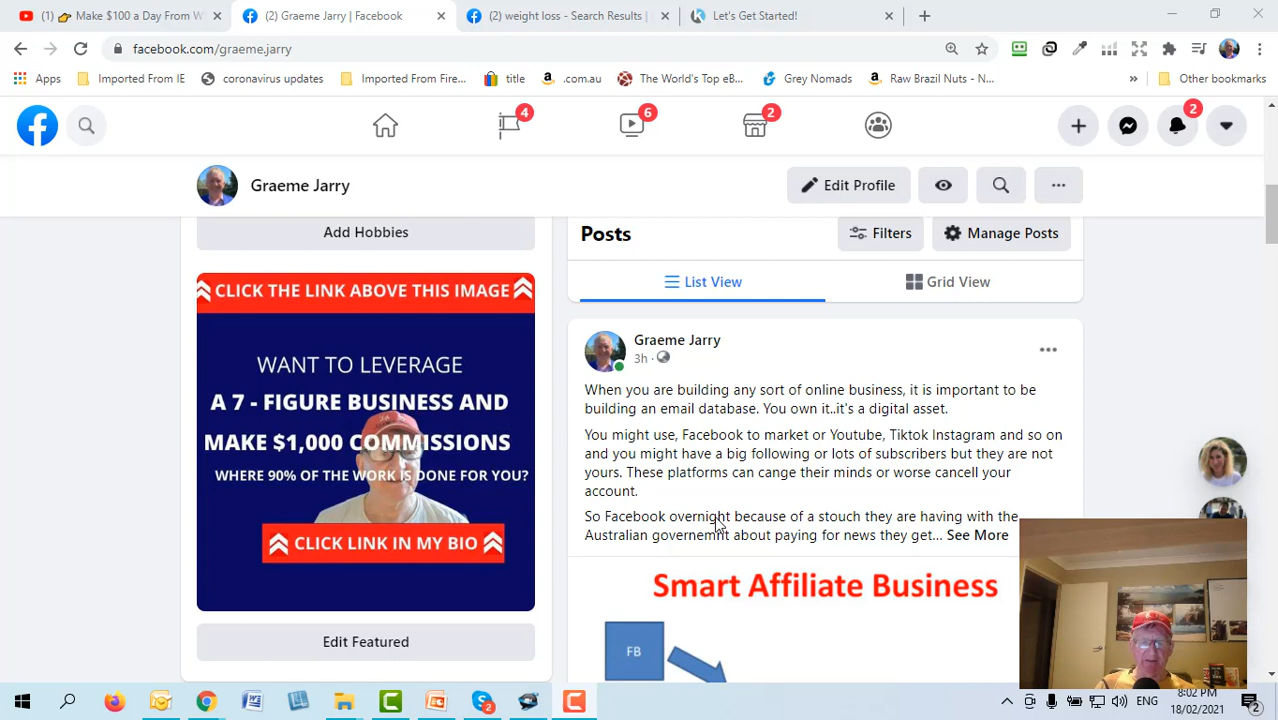 (1) 👉 Make $100 a Day From W
(2) Graeme Jarry | Facebook
(2) weight loss - Search Results |
Let's Get Started!
facebook.com/graeme.jarry
Apps
Imported From IE
coronavirus updates
Imported From Fire...
title
.com.au
The World's Top eB...
Grey Nomads
Raw Brazil Nuts - N...
»
Other bookmarks
4
6
2
2
Graeme Jarry
Edit Profile
Add Hobbies
Posts
Filters
Manage Posts
List View
Grid View
CLICK THE LINK ABOVE THIS IMAGE
WANT TO LEVERAGE
A 7 - FIGURE BUSINESS AND
MAKE $1,000 COMMISSIONS
WHERE 90% OF THE WORK IS DONE FOR YOU?
CLICK LINK IN MY BIO
Edit Featured
Graeme Jarry
3h ·
When you are building any sort of online business, it is important to be
building an email database. You own it..it's a digital asset.
You might use, Facebook to market or Youtube, Tiktok Instagram and so on
and you might have a big following or lots of subscribers but they are not
yours. These platforms can cange their minds or worse cancell your
account.
So Facebook overnight because of a stouch they are having with the
Australian governemnt about paying for news they get... See More
Smart Affiliate Business
FB
2
ENG
8:02 PM
18/02/2021
2